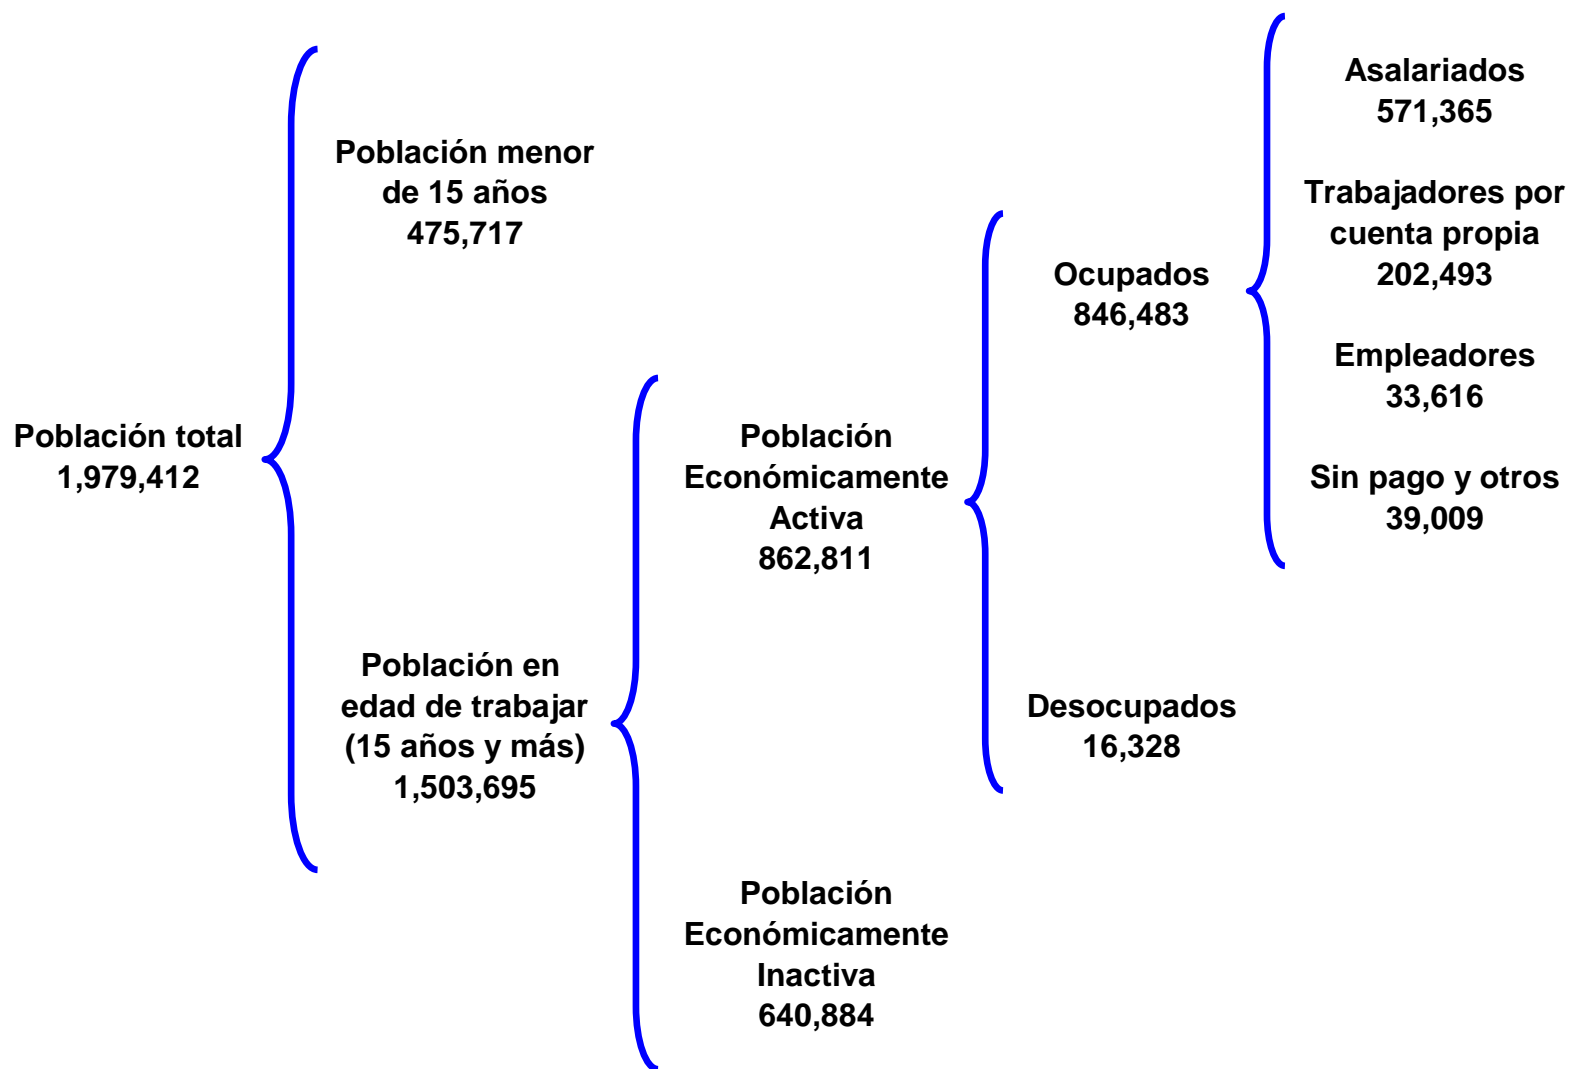 Población total
1,979,412
Población menor
de 15 años
475,717
Población en
edad de trabajar
(15 años y más)
1,503,695
Población
Económicamente
Activa
862,811
Población
Económicamente
Inactiva
640,884
Ocupados
846,483
Desocupados
16,328
Asalariados
571,365
Trabajadores por
cuenta propia
202,493
Empleadores
33,616
Sin pago y otros
39,009